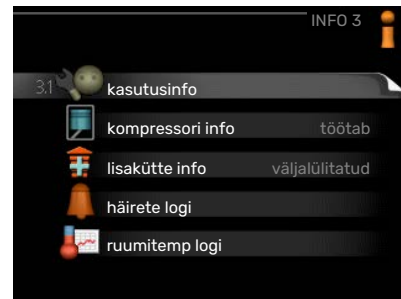 INFO 3
3.1 kasutusinfo
kompressori info töötab
lisakütte info väljalülitatud
häirete logi
ruumitemp logi